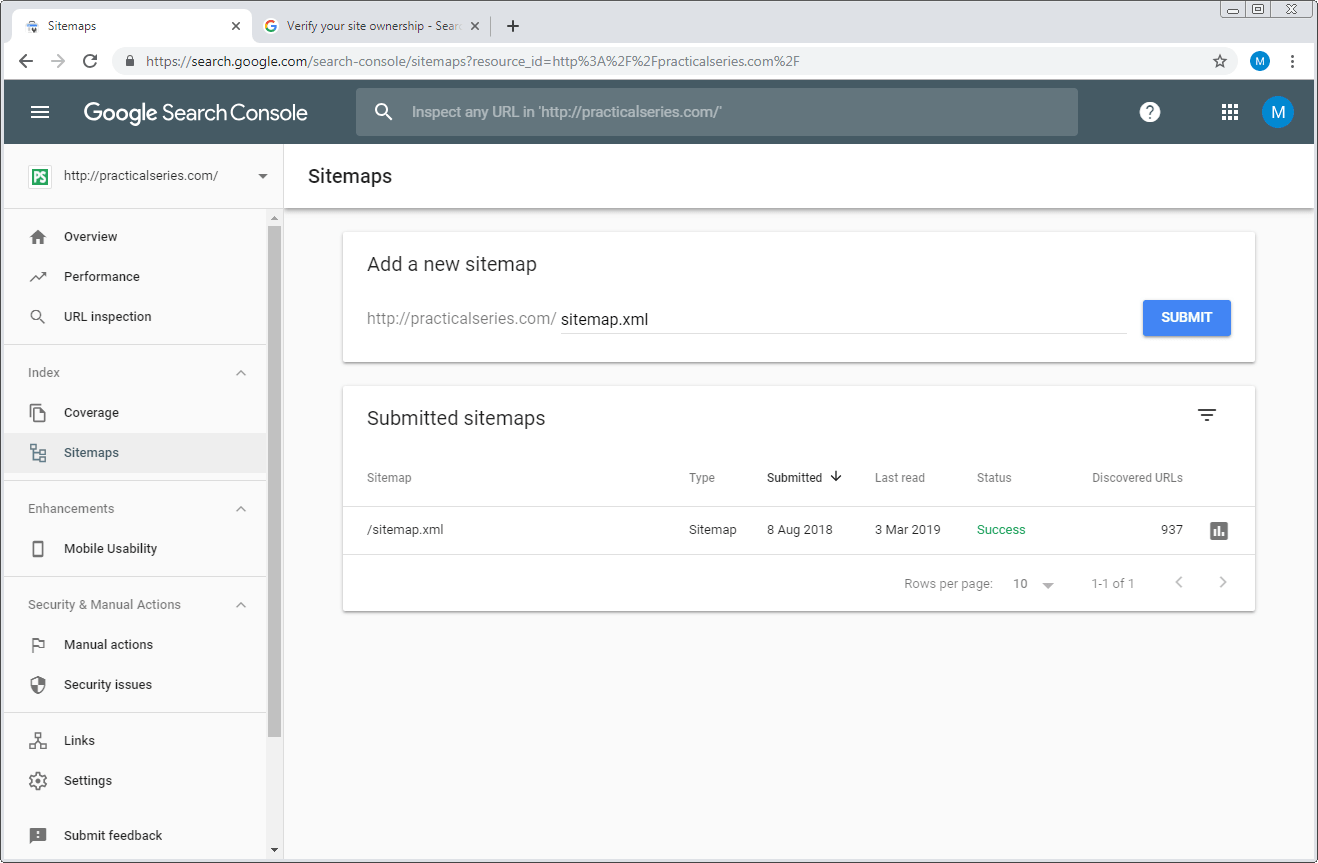 Sitemaps
Verify your site ownership - Sear
https://search.google.com/search-console/sitemaps?resource_id=http%3A%2F%2Fpracticalseries.com%2F
M
Google Search Console
Inspect any URL in 'http://practicalseries.com/'
?
M
PS
http://practicalseries.com/
Sitemaps
Overview
Performance
URL inspection
Index
Coverage
Sitemaps
Enhancements
Mobile Usability
Security & Manual Actions
Manual actions
Security issues
Links
Settings
Submit feedback
Add a new sitemap
http://practicalseries.com/ sitemap.xml
SUBMIT
Submitted sitemaps
Sitemap Type Submitted Last read Status Discovered URLs
/sitemap.xml Sitemap 8 Aug 2018 3 Mar 2019 Success 937
Rows per page: 10 1-1 of 1